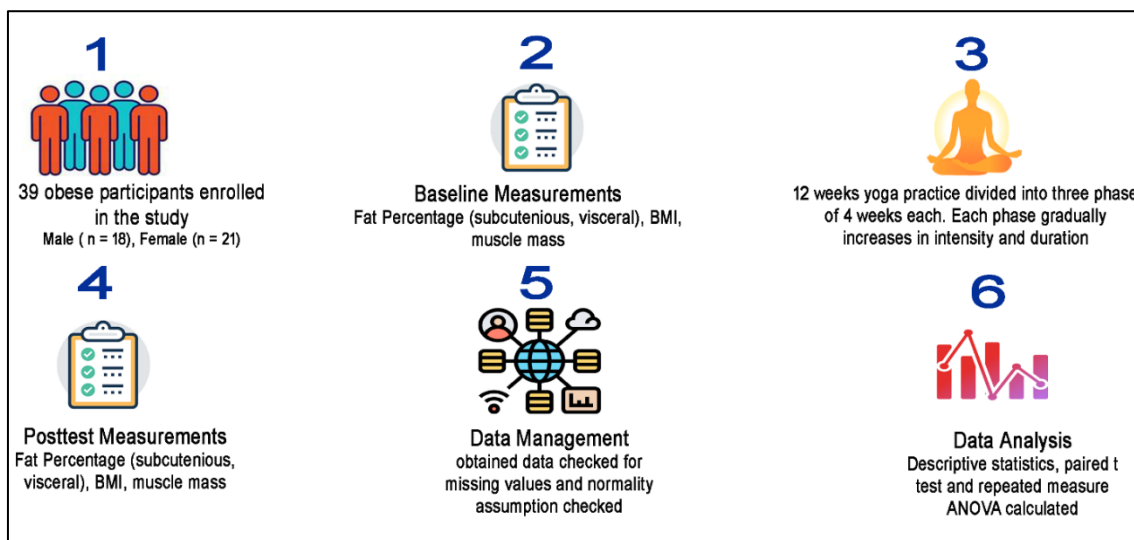 1
39 obese participants enrolled
in the study
Male ( n = 18), Female (n = 21)
2
Baseline Measurements
Fat Percentage (subcutenious, visceral), BMI,
muscle mass
3
12 weeks yoga practice divided into three phase
of 4 weeks each. Each phase gradually
increases in intensity and duration
4
Posttest Measurements
Fat Percentage (subcutenious,
visceral), BMI, muscle mass
5
Data Management
obtained data checked for
missing values and normality
assumption checked
6
Data Analysis
Descriptive statistics, paired t
test and repeated measure
ANOVA calculated